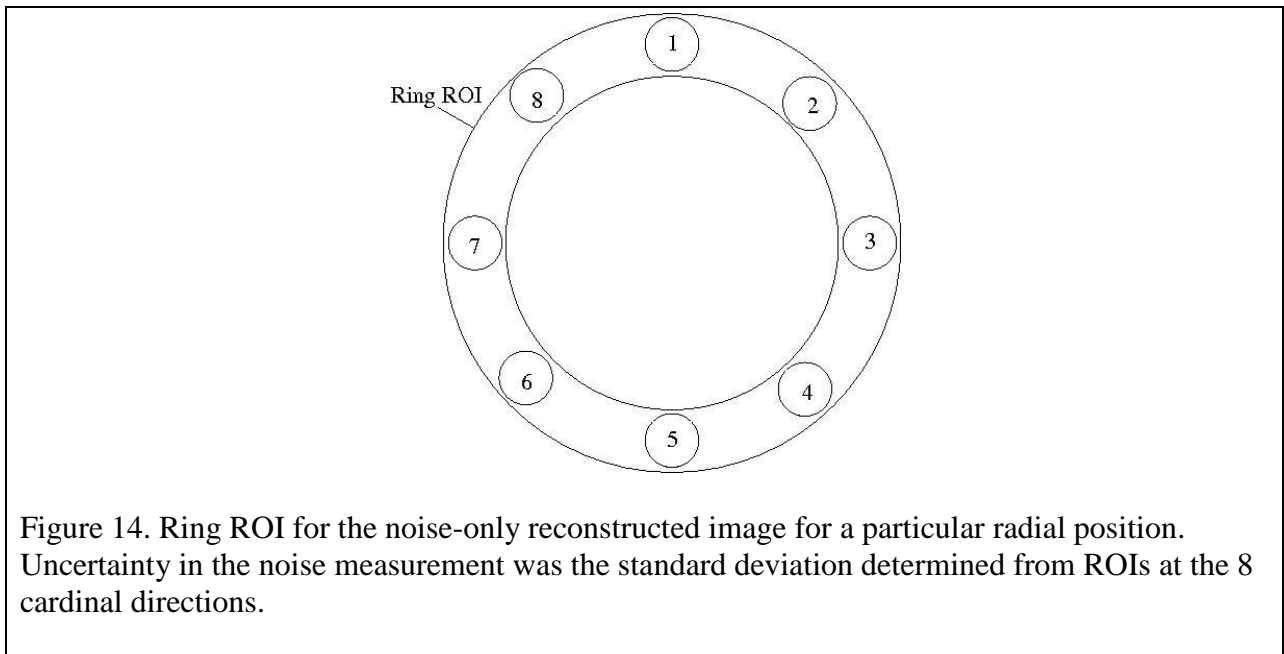 1
8
2
Ring ROI
7
3
6
4
5
Figure 14. Ring ROI for the noise-only reconstructed image for a particular radial position.
Uncertainty in the noise measurement was the standard deviation determined from ROIs at the 8
cardinal directions.